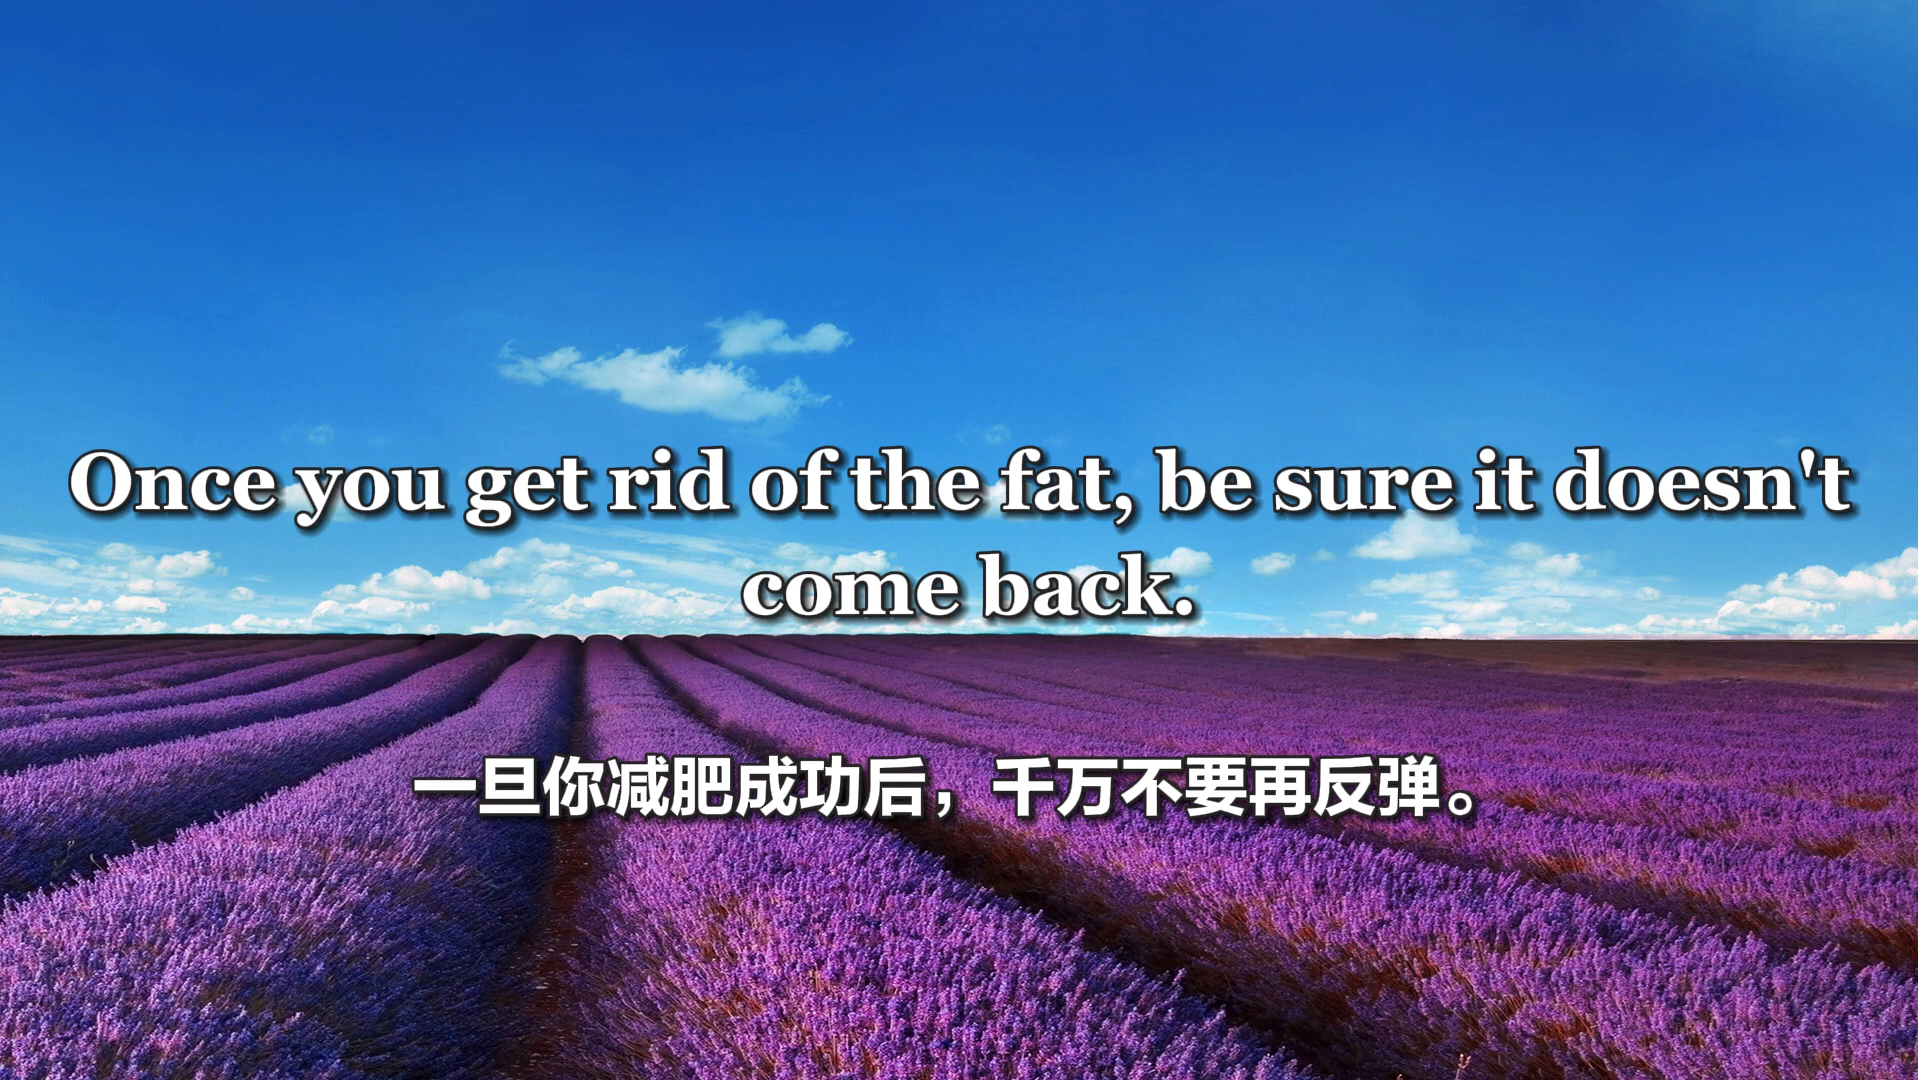 Once you get rid of the fat, be sure it doesn't
come back.
一旦你减肥成功后，千万不要再反弹。